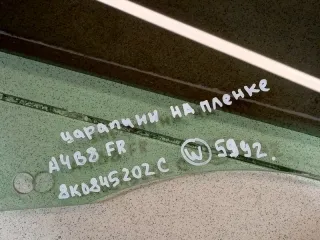 царапины на пленке
A4B8 FR
8K0845202C W 5992.